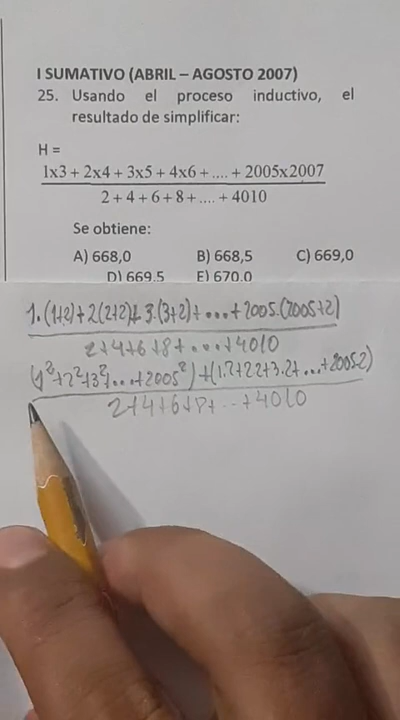 I SUMATIVO (ABRIL – AGOSTO 2007)
25. Usando el proceso inductivo, el
resultado de simplificar:
H =
1x3 + 2x4 + 3x5 + 4x6 + .... + 2005x2007
2 + 4 + 6 + 8 + .... + 4010
Se obtiene:
A) 668,0 B) 668,5 C) 669,0
D) 669.5 E) 670.0
1.(1+2)+2(2+2)+3.(3+2)+...+2005.(2005+2)
2+4+6+8+...+4010
(1²+2²+3²+...+2005²)+(1.2+2.2+3.2+...+2005.2)
2+4+6+8+...+4010